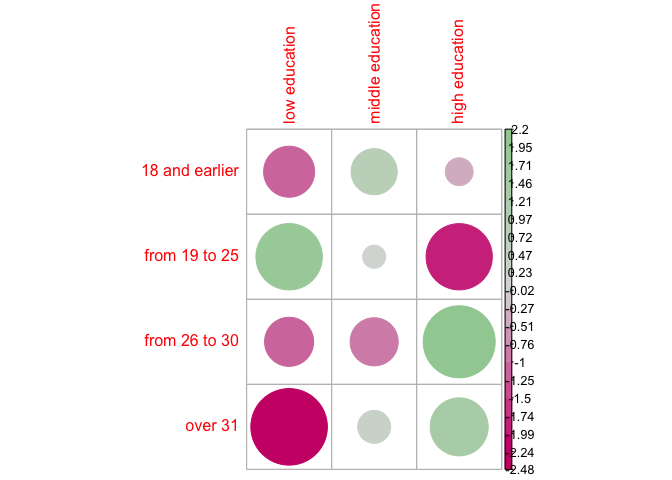 low education
middle education
high education
18 and earlier
from 19 to 25
from 26 to 30
over 31
2.2
1.95
1.71
1.46
1.21
0.97
0.72
0.47
0.23
-0.02
-0.27
-0.51
-0.76
-1
-1.25
-1.5
-1.74
-1.99
-2.24
-2.48